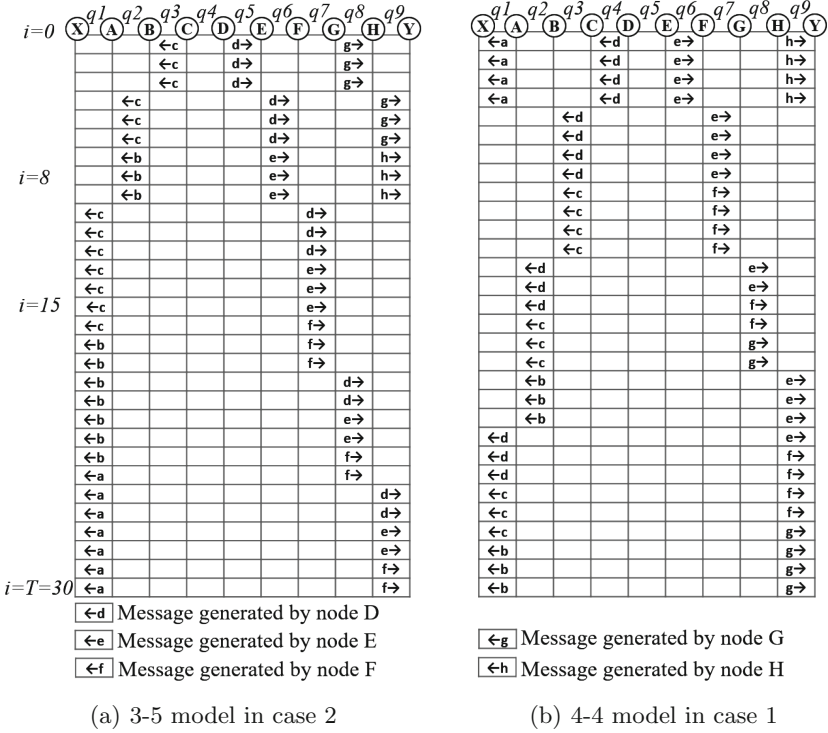 q1 q2 q3 q4 q5 q6 q7 q8 q9
i=0 X A B C D E F G H Y
←c d→ g→
←c d→ g→
←c d→ g→
←c d→ g→
←c d→ g→
←c d→ g→
←b e→ h→
i=8 ←b e→ h→
←b e→ h→
←c d→
←c d→
←c d→
←c e→
←c e→
i=15 ←c e→
←c f→
←b f→
←b f→
←b d→
←b d→
←b e→
←b e→
←b f→
←a f→
←a d→
←a d→
←a e→
←a e→
←a f→
i=T=30 ←a f→
←d Message generated by node D
←e Message generated by node E
←f Message generated by node F
(a) 3-5 model in case 2
q1 q2 q3 q4 q5 q6 q7 q8 q9
X A B C D E F G H Y
←a ←d e→ h→
←a ←d e→ h→
←a ←d e→ h→
←a ←d e→ h→
←d e→
←d e→
←d e→
←d e→
←c f→
←c f→
←c f→
←c f→
←d e→
←d e→
←d f→
←c f→
←c g→
←c g→
←b e→
←b e→
←b e→
←d e→
←d f→
←d f→
←c f→
←c f→
←c g→
←b g→
←b g→
←b g→
←g Message generated by node G
←h Message generated by node H
(b) 4-4 model in case 1